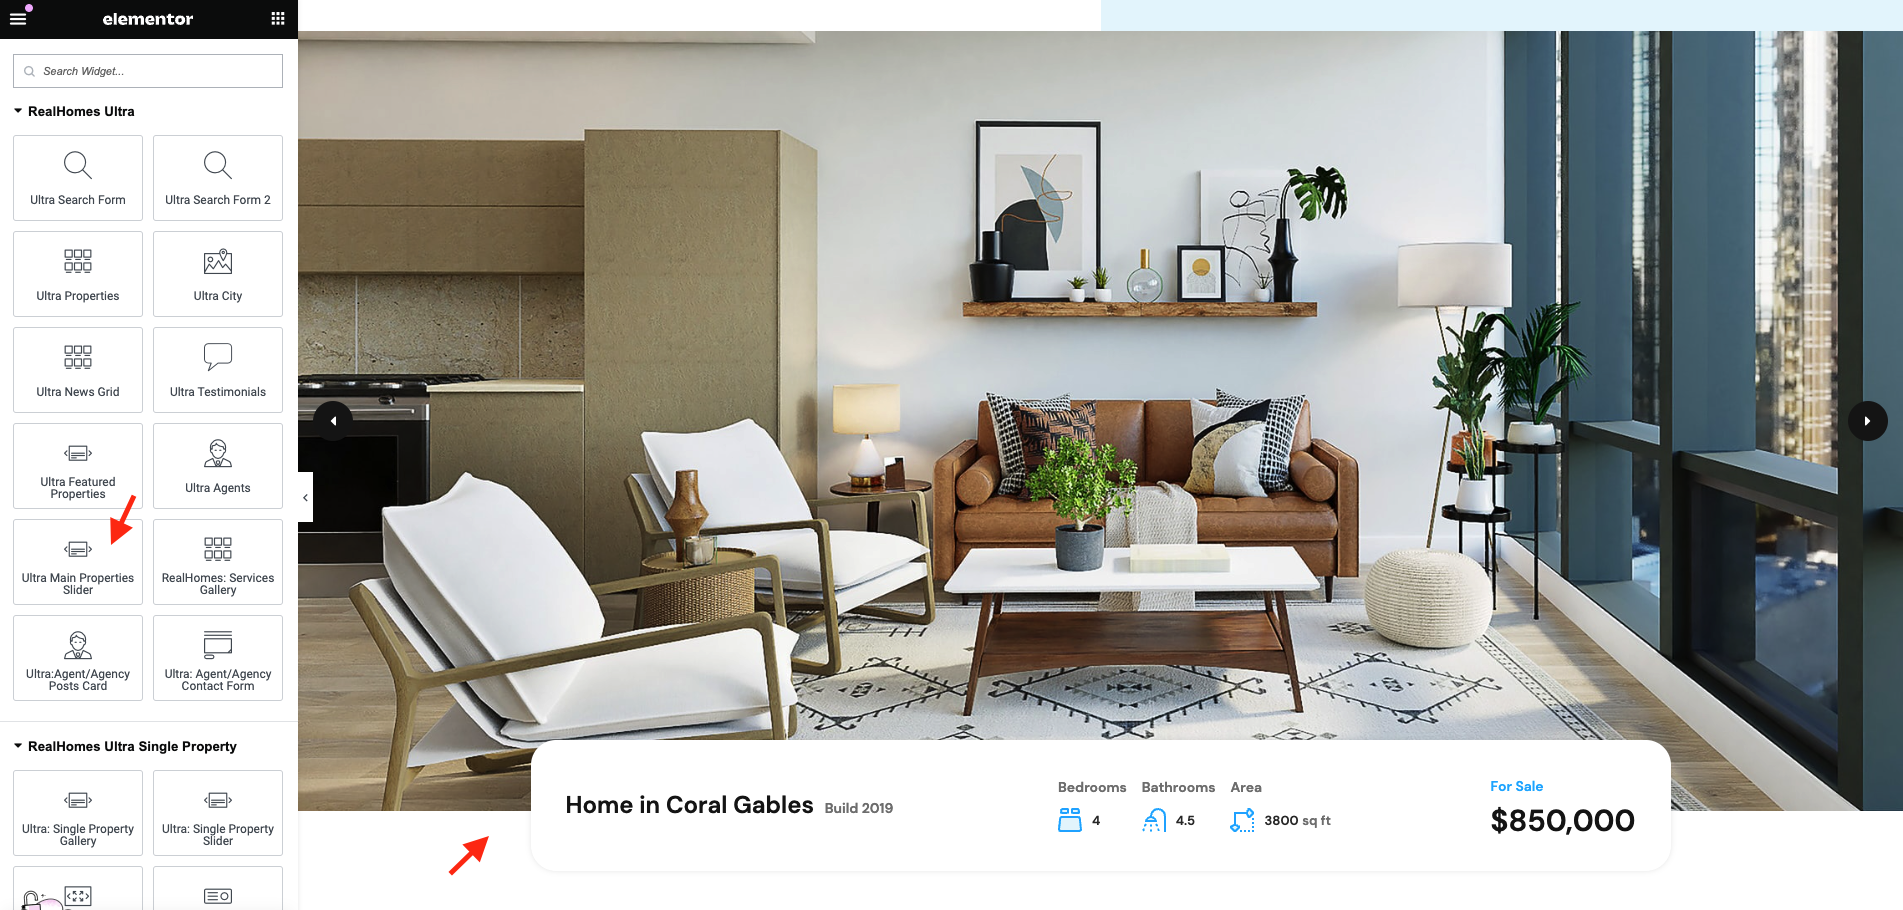 elementor
Search Widget...
RealHomes Ultra
Ultra Search Form
Ultra Search Form 2
Ultra Properties
Ultra City
Ultra News Grid
Ultra Testimonials
Ultra Featured
Properties
Ultra Agents
Ultra Main Properties
Slider
RealHomes: Services
Gallery
Ultra:Agent/Agency
Posts Card
Ultra: Agent/Agency
Contact Form
RealHomes Ultra Single Property
Ultra: Single Property
Gallery
Ultra: Single Property
Slider
Home in Coral Gables Build 2019
Bedrooms Bathrooms Area
4 4.5 3800 sq ft
For Sale
$850,000